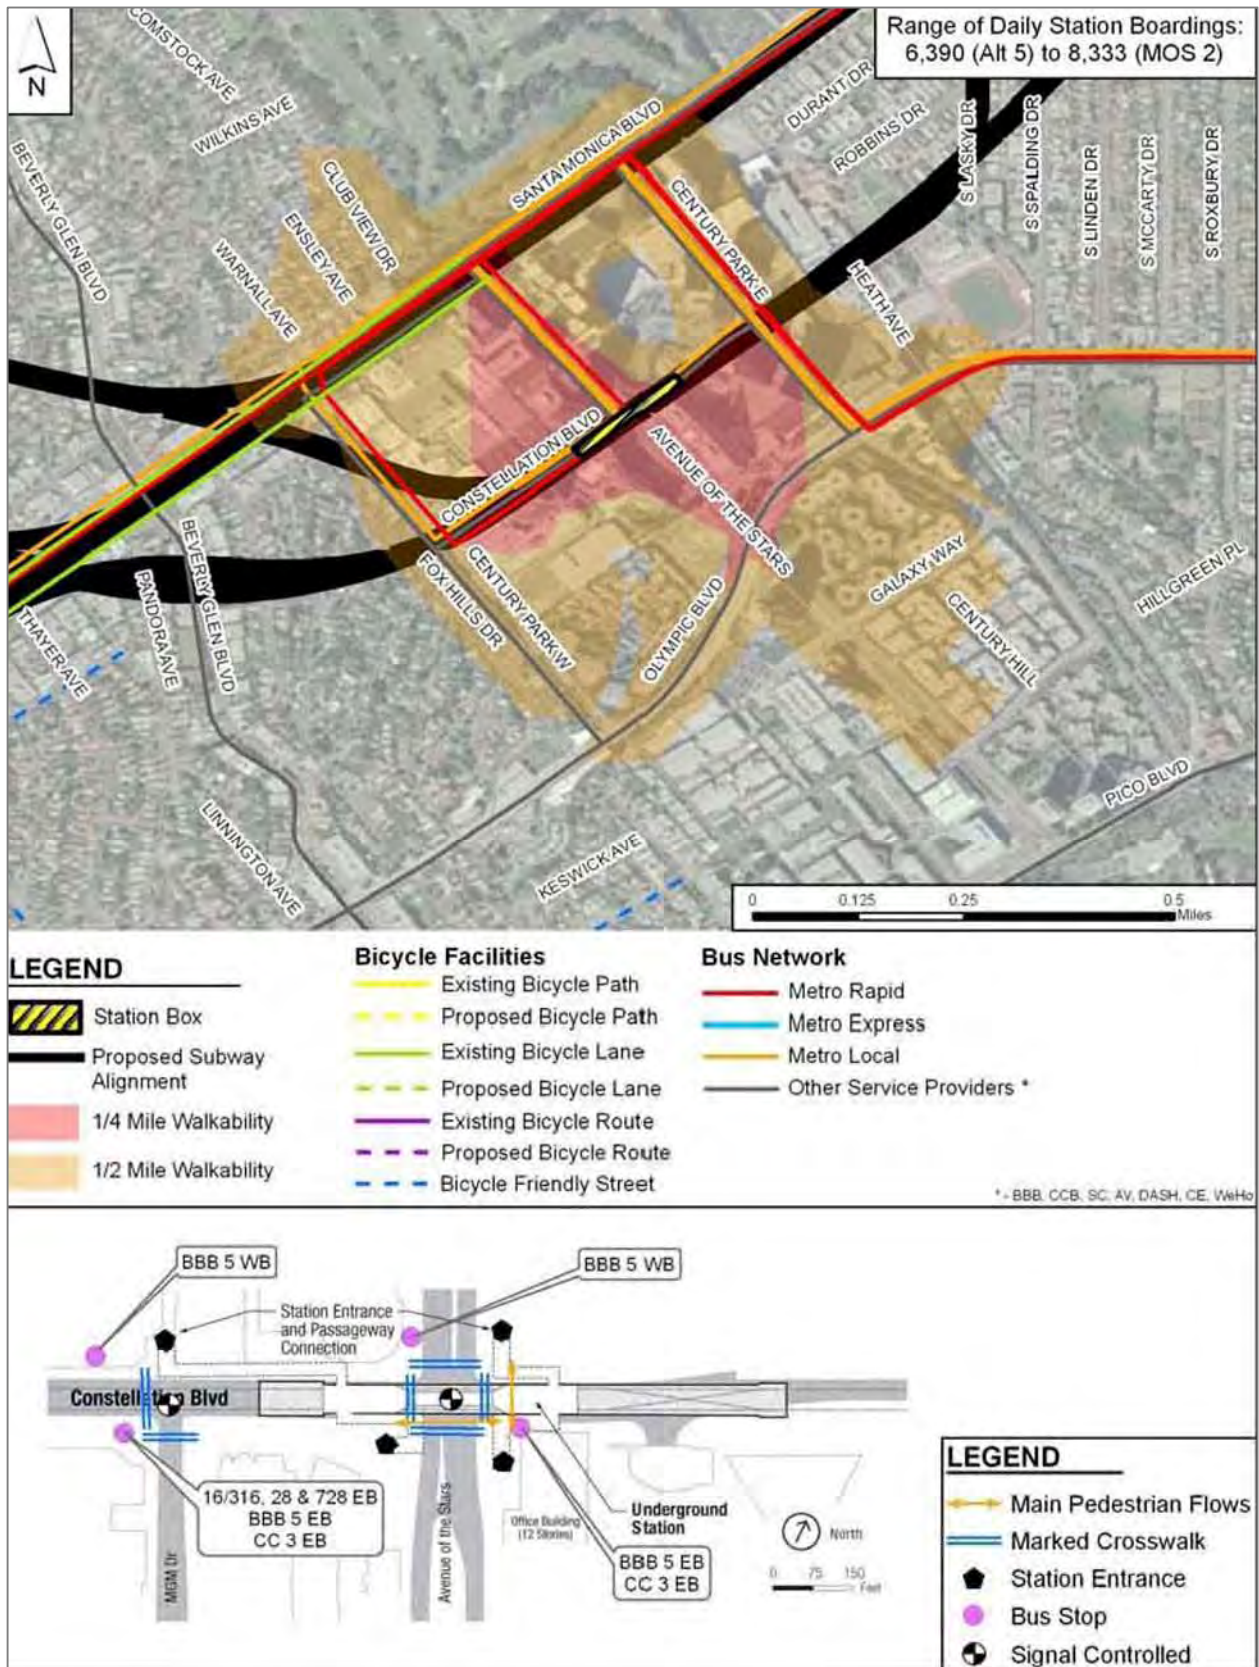 Range of Daily Station Boardings:
6,390 (Alt 5) to 8,333 (MOS 2)
N
COMSTOCK AVE
WILKINS AVE
BEVERLY GLEN BLVD
CLUB VIEW DR
ENSLEY AVE
WARNALL AVE
SANTA MONICA BLVD
DURANT DR
ROBBINS DR
S LASKY DR
S SPALDING DR
S LINDEN DR
S MCCARTY DR
S ROXBURY DR
CENTURY PARK E
HEATH AVE
CONSTELLATION BLVD
AVENUE OF THE STARS
FOX HILLS DR
CENTURY PARK W
OLYMPIC BLVD
GALAXY WAY
CENTURY HILL
HILLGREEN PL
THAYER AVE
PANDORA AVE
BEVERLY GLEN BLVD
LINNINGTON AVE
KESWICK AVE
PICO BLVD
0 0.125 0.25 0.5
Miles
LEGEND
Station Box
Proposed Subway
Alignment
1/4 Mile Walkability
1/2 Mile Walkability
Bicycle Facilities
Existing Bicycle Path
Proposed Bicycle Path
Existing Bicycle Lane
Proposed Bicycle Lane
Existing Bicycle Route
Proposed Bicycle Route
Bicycle Friendly Street
Bus Network
Metro Rapid
Metro Express
Metro Local
Other Service Providers *
* - BBB, CCB, SC, AV, DASH, CE, WeHo
BBB 5 WB
BBB 5 WB
Station Entrance
and Passageway
Connection
Constellation Blvd
16/316, 28 & 728 EB
BBB 5 EB
CC 3 EB
MGM Dr
Avenue of the Stars
Office Building
(12 Stories)
Underground
Station
BBB 5 EB
CC 3 EB
North
0 75 150
Feet
LEGEND
Main Pedestrian Flows
Marked Crosswalk
Station Entrance
Bus Stop
Signal Controlled